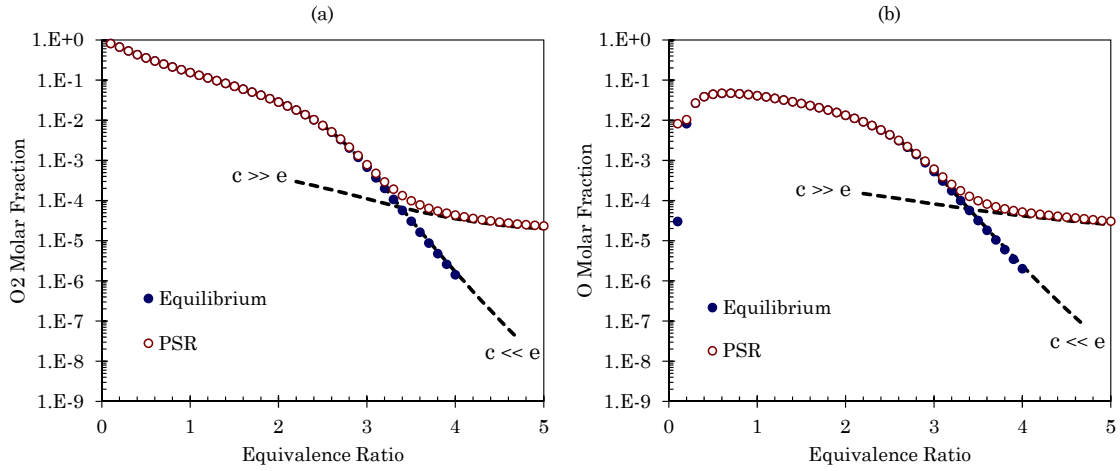 (a)
1.E+0
1.E-1
1.E-2
1.E-3
1.E-4
1.E-5
1.E-6
1.E-7
1.E-8
1.E-9
O2 Molar Fraction
c >> e
Equilibrium
PSR
c << e
0 1 2 3 4 5
Equivalence Ratio
(b)
1.E+0
1.E-1
1.E-2
1.E-3
1.E-4
1.E-5
1.E-6
1.E-7
1.E-8
1.E-9
O Molar Fraction
c >> e
Equilibrium
PSR
c << e
0 1 2 3 4 5
Equivalence Ratio